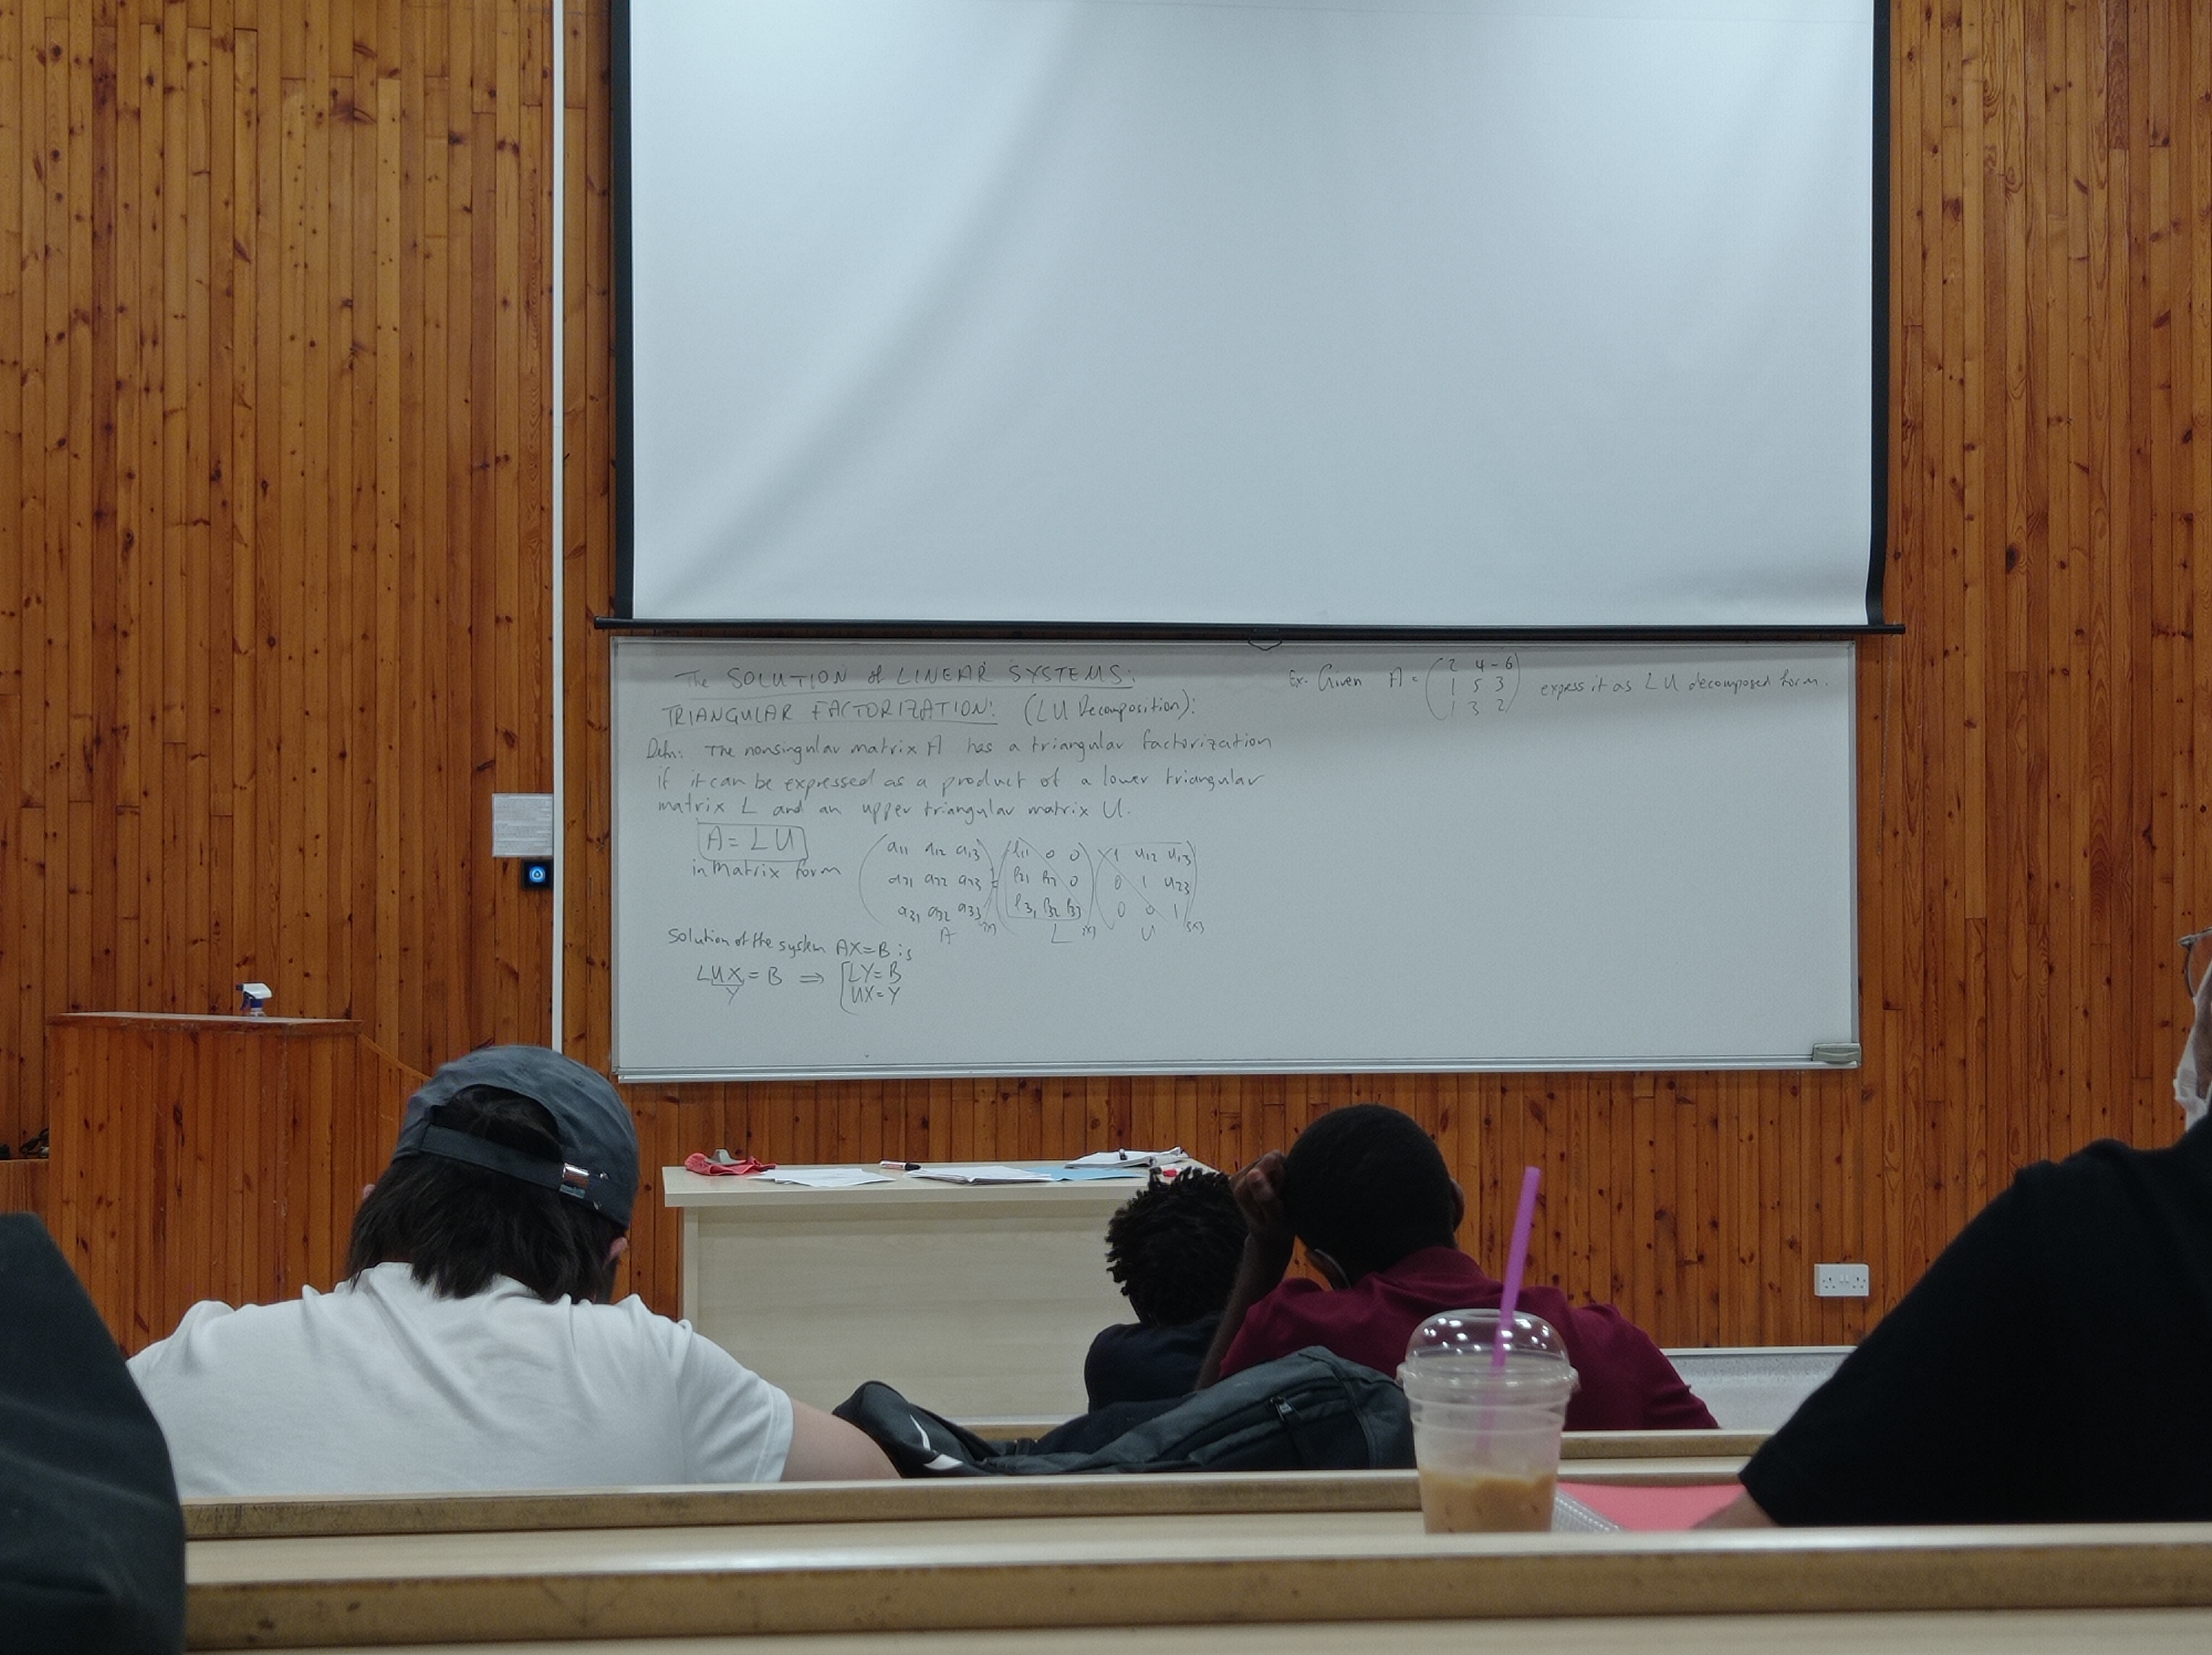 The SOLUTION of LINEAR SYSTEMS:
TRIANGULAR FACTORIZATION: (LU Decomposition):
Defn: The nonsingular matrix A has a triangular factorization
if it can be expressed as a product of a lower triangular
matrix L and an upper triangular matrix U.
A = LU
in Matrix form
a11 a12 a13 = l11 0 0 1 u12 u13
a21 a22 a23 l21 l22 0 0 1 u23
a31 a32 a33 3x3 l31 l32 l33 3x3 0 0 1 3x3
A L U
Solution of the system AX=B is
LUX = B ⇒ LY=B
Y UX=Y
Ex- Given A = (2 4 -6
1 5 3
1 3 2) express it as LU decomposed form.